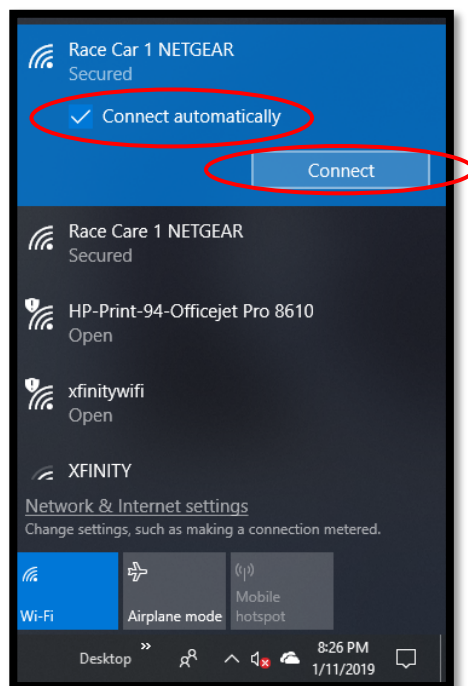 Race Car 1 NETGEAR
Secured
Connect automatically
Connect
Race Care 1 NETGEAR
Secured
HP-Print-94-Officejet Pro 8610
Open
xfinitywifi
Open
XFINITY
Network & Internet settings
Change settings, such as making a connection metered.
Wi-Fi
Airplane mode
Mobile
hotspot
Desktop
8:26 PM
1/11/2019